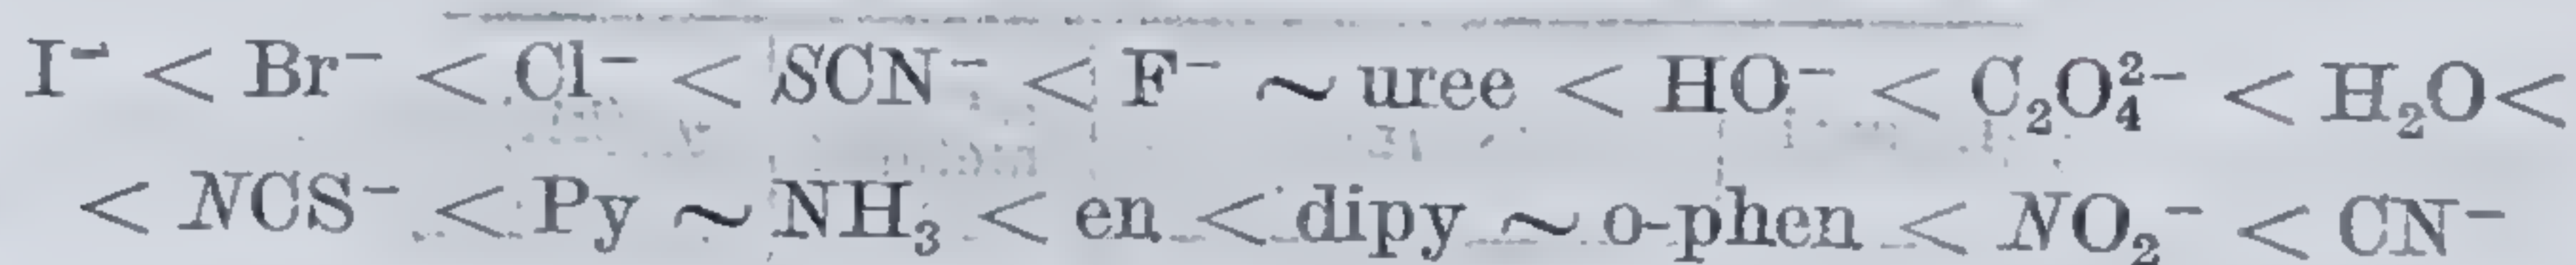 I⁻ < Br⁻ < Cl⁻ < SCN⁻ < F⁻ ~ uree < HO⁻ < C₂O₄²⁻ < H₂O <
< NCS⁻ < Py ~ NH₃ < en < dipy ~ o-phen < NO₂⁻ < CN⁻